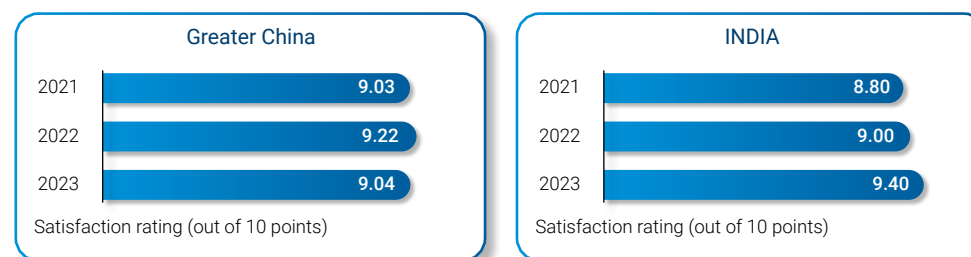 Greater China
2021 9.03
2022 9.22
2023 9.04
Satisfaction rating (out of 10 points)
INDIA
2021 8.80
2022 9.00
2023 9.40
Satisfaction rating (out of 10 points)